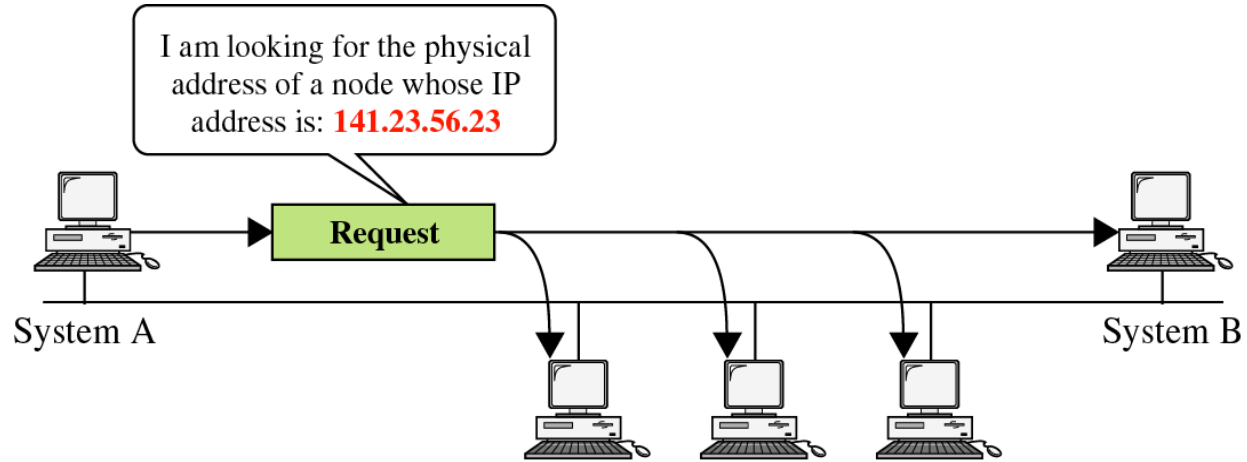 I am looking for the physical
address of a node whose IP
address is: 141.23.56.23
Request
System A
System B